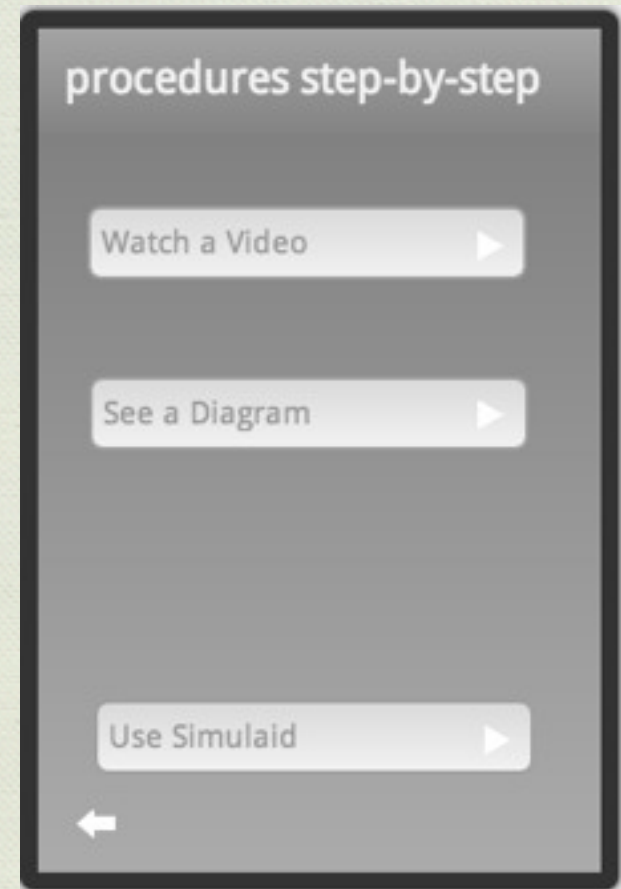 procedures step-by-step
Watch a Video
See a Diagram
Use Simulaid